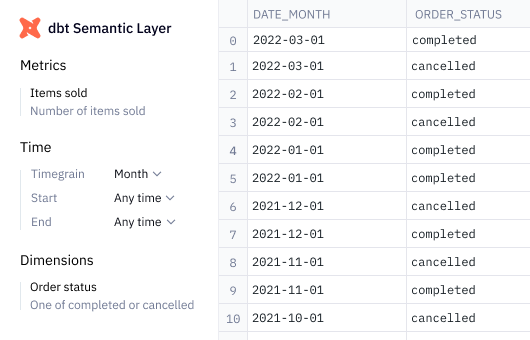 dbt Semantic Layer
Metrics
Items sold
Number of items sold
Time
Timegrain Month
Start Any time
End Any time
Dimensions
Order status
One of completed or cancelled
DATE_MONTH ORDER_STATUS
0 2022-03-01 completed
1 2022-03-01 cancelled
2 2022-02-01 completed
3 2022-02-01 cancelled
4 2022-01-01 completed
5 2022-01-01 completed
6 2021-12-01 cancelled
7 2021-12-01 completed
8 2021-11-01 cancelled
9 2021-11-01 completed
10 2021-10-01 cancelled